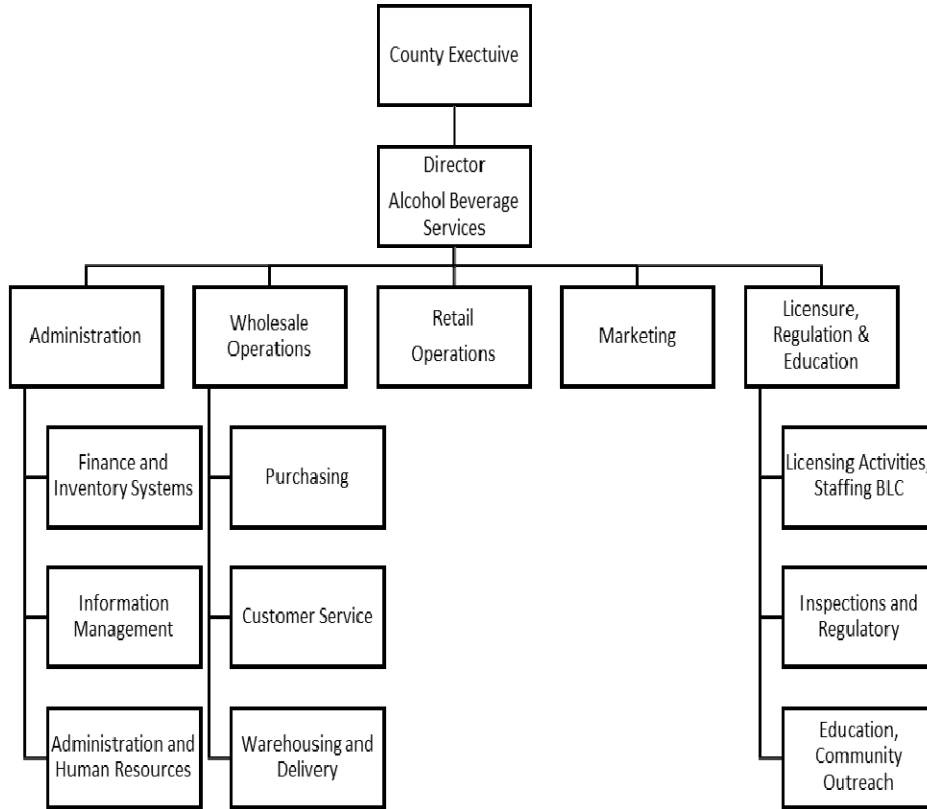 County Exectuive
Director
Alcohol Beverage
Services
Administration
Wholesale
Operations
Retail
Operations
Marketing
Licensure,
Regulation &
Education
Finance and
Inventory Systems
Purchasing
Licensing Activities,
Staffing BLC
Information
Management
Customer Service
Inspections and
Regulatory
Administration and
Human Resources
Warehousing and
Delivery
Education,
Community
Outreach